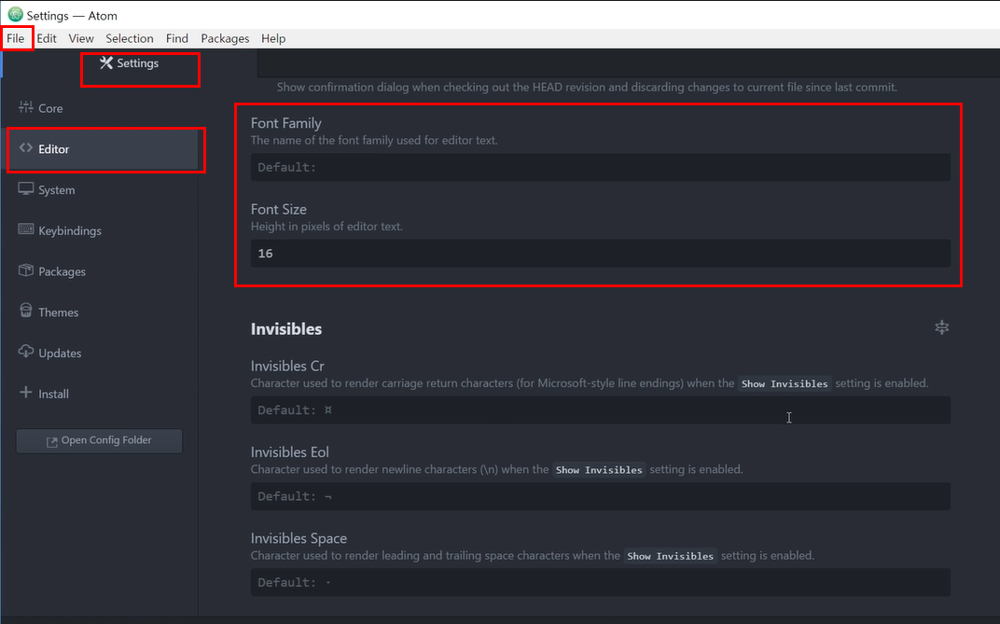 Settings — Atom
File Edit View Selection Find Packages Help
Settings
Show confirmation dialog when checking out the HEAD revision and discarding changes to current file since last commit.
Core
Editor
System
Keybindings
Packages
Themes
Updates
Install
Open Config Folder
Font Family
The name of the font family used for editor text.
Default:
Font Size
Height in pixels of editor text.
16
Invisibles
Invisibles Cr
Character used to render carriage return characters (for Microsoft-style line endings) when the Show Invisibles setting is enabled.
Default: ¤
Invisibles Eol
Character used to render newline characters (\n) when the Show Invisibles setting is enabled.
Default: ¬
Invisibles Space
Character used to render leading and trailing space characters when the Show Invisibles setting is enabled.
Default: ·